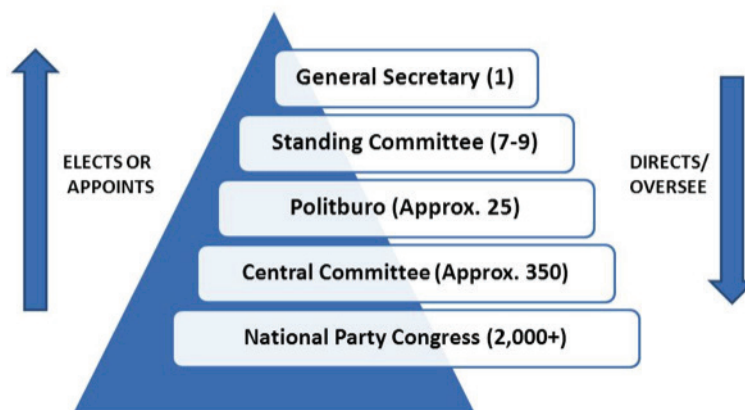 General Secretary (1)
Standing Committee (7-9)
ELECTS OR
APPOINTS
DIRECTS/
OVERSEE
Politburo (Approx. 25)
Central Committee (Approx. 350)
National Party Congress (2,000+)